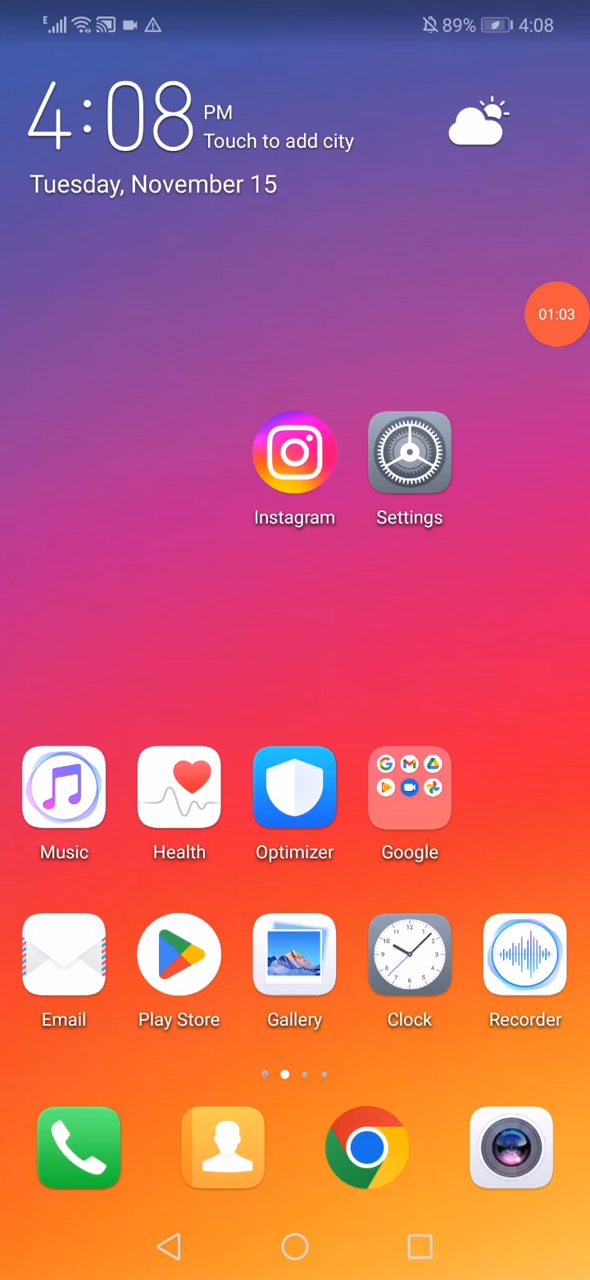 E 89% 4:08
4:08 PM
Touch to add city
Tuesday, November 15
01:03
Instagram Settings
Music Health Optimizer Google
Email Play Store Gallery Clock Recorder